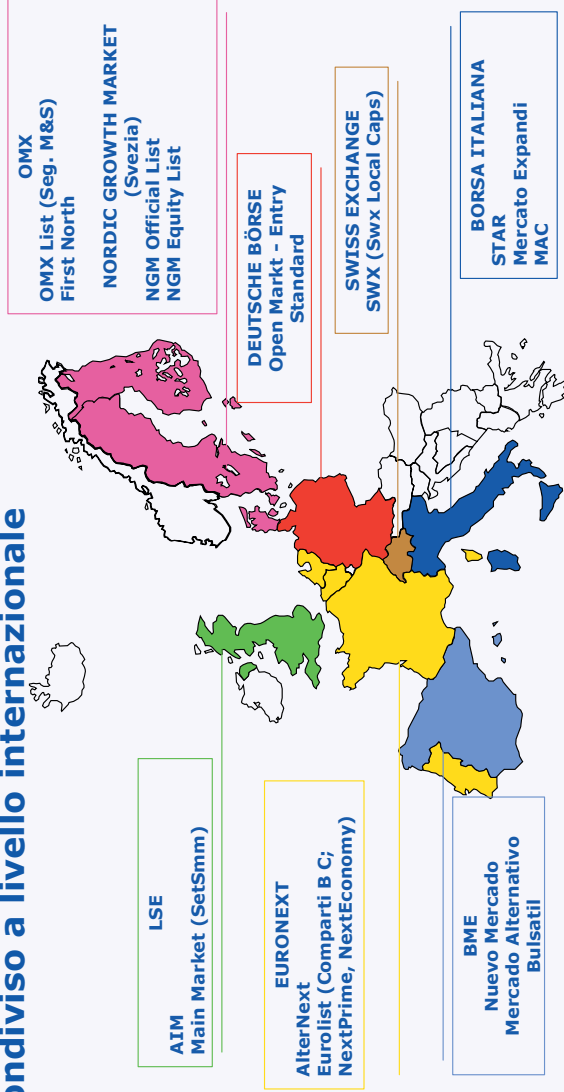 ondiviso a livello internazionale
LSE
AIM
Main Market (SetSmm)
EURONEXT
AlterNext
Eurolist (Comparti B C;
NextPrime, NextEconomy)
BME
Nuevo Mercado
Mercado Alternativo
Bulsatil
OMX
OMX List (Seg. M&S)
First North
NORDIC GROWTH MARKET
(Svezia)
NGM Official List
NGM Equity List
DEUTSCHE BÖRSE
Open Markt - Entry
Standard
SWISS EXCHANGE
SWX (Swx Local Caps)
BORSA ITALIANA
STAR
Mercato Expandi
MAC